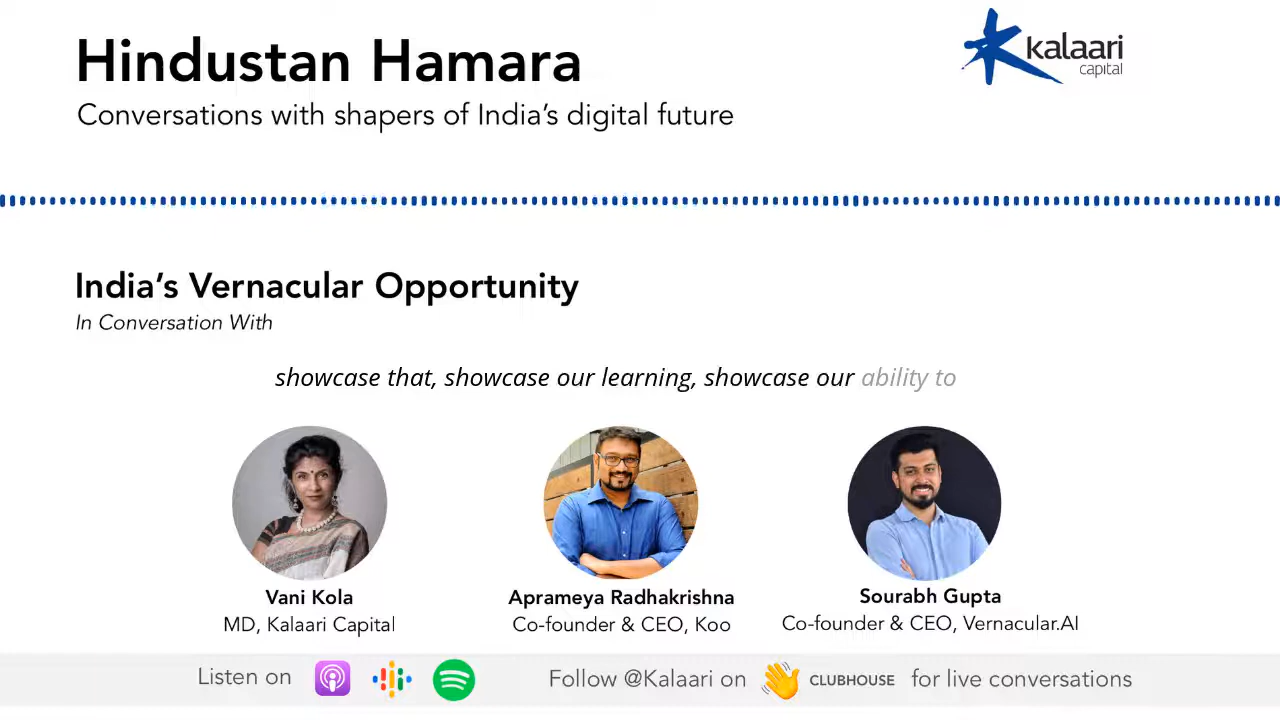 Hindustan Hamara
Conversations with shapers of India's digital future
kalaari
capital
India's Vernacular Opportunity
In Conversation With
showcase that, showcase our learning, showcase our ability to
Vani Kola
MD, Kalaari Capital
Aprameya Radhakrishna
Co-founder & CEO, Koo
Sourabh Gupta
Co-founder & CEO, Vernacular.AI
Listen on
Follow @Kalaari on CLUBHOUSE for live conversations